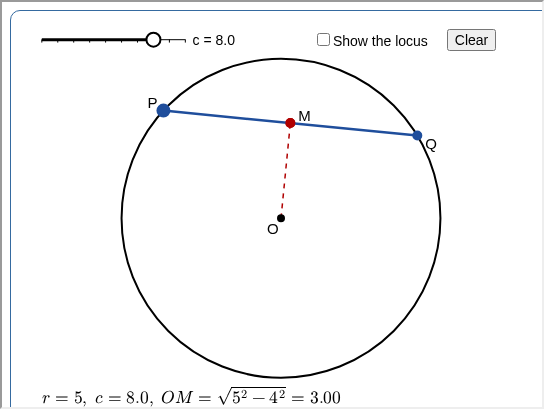 c = 8.0
Show the locus
Clear
P
M
Q
O
r = 5, c = 8.0, OM = √(5² − 4²) = 3.00